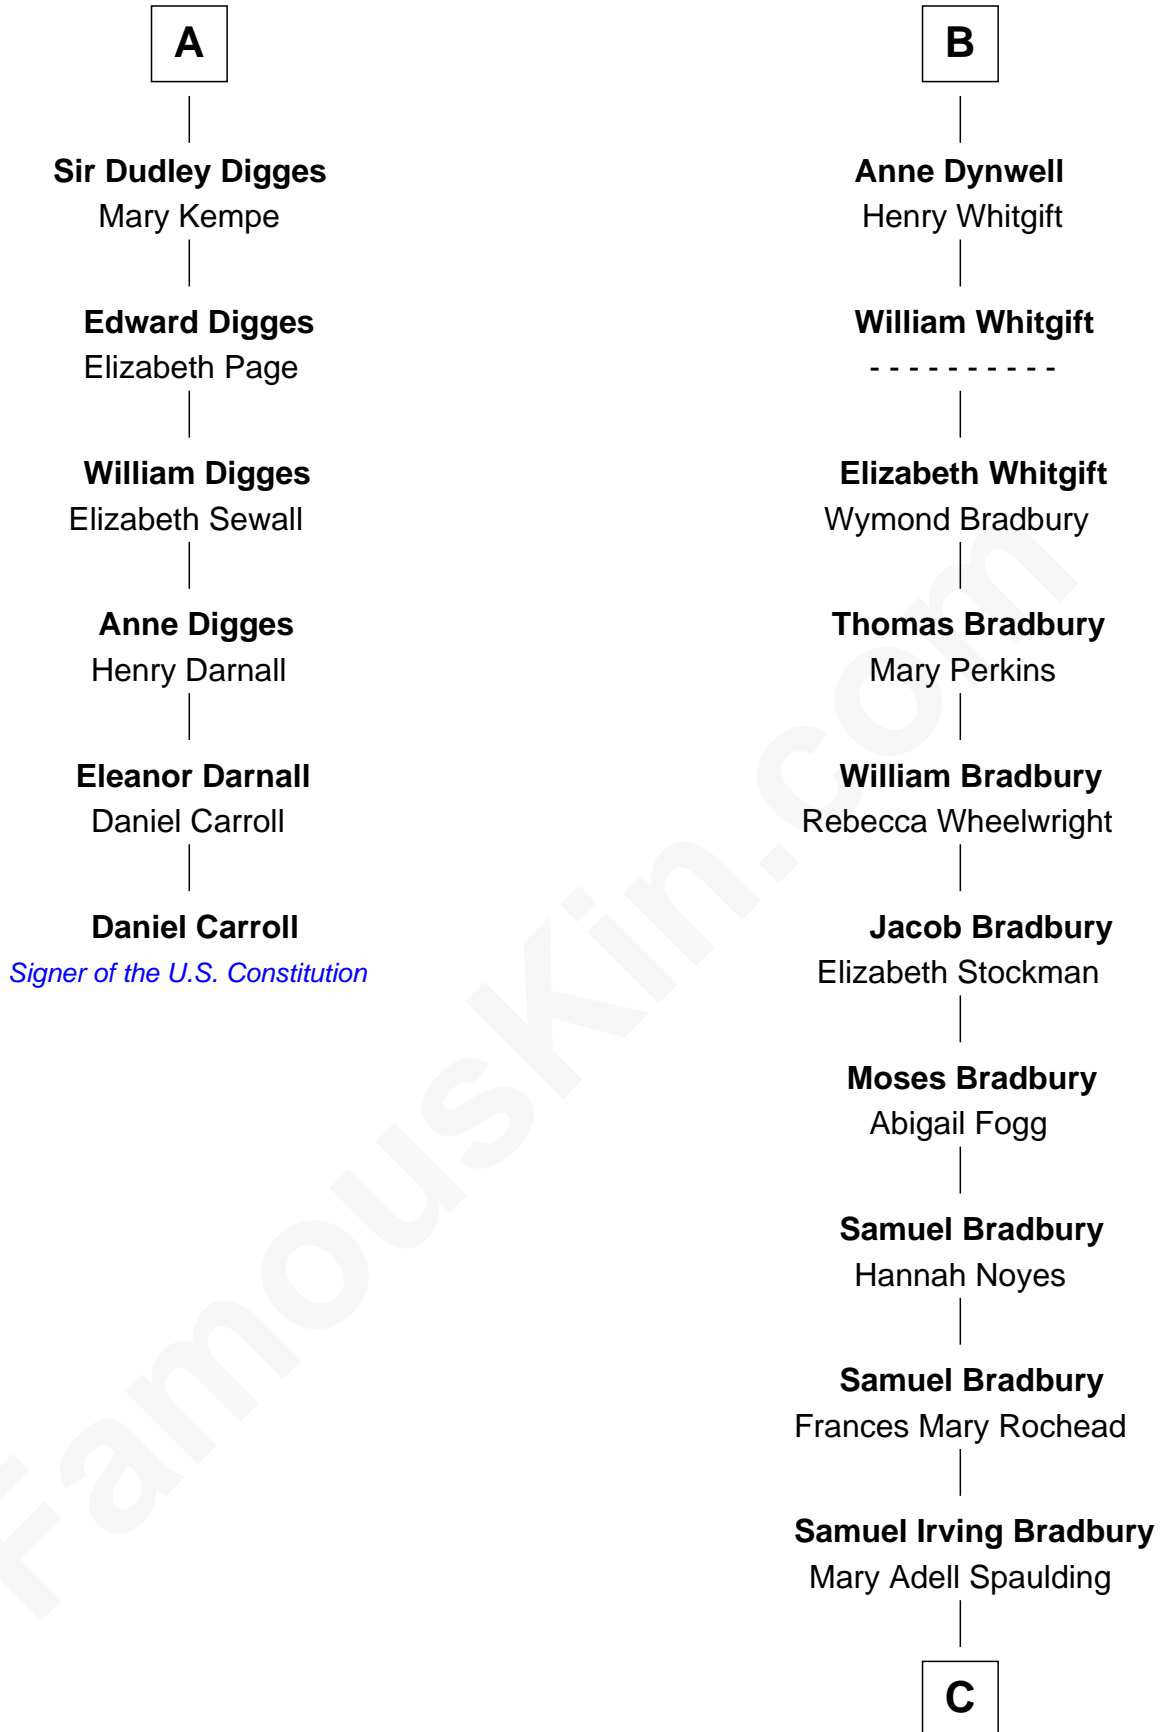 A
Sir Dudley Digges
Mary Kempe
Edward Digges
Elizabeth Page
William Digges
Elizabeth Sewall
Anne Digges
Henry Darnall
Eleanor Darnall
Daniel Carroll
Daniel Carroll
Signer of the U.S. Constitution
B
Anne Dynwell
Henry Whitgift
William Whitgift
- - - - - - - - - -
Elizabeth Whitgift
Wymond Bradbury
Thomas Bradbury
Mary Perkins
William Bradbury
Rebecca Wheelwright
Jacob Bradbury
Elizabeth Stockman
Moses Bradbury
Abigail Fogg
Samuel Bradbury
Hannah Noyes
Samuel Bradbury
Frances Mary Rochead
Samuel Irving Bradbury
Mary Adell Spaulding
C
FamousKin.com